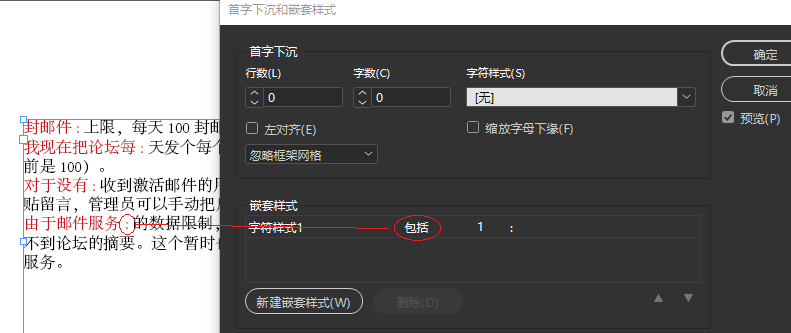 首字下沉和嵌套样式
首字下沉
行数(L) 字数(C) 字符样式(S)
0 0 [无]
左对齐(E) 缩放字母下缘(F)
忽略框架网格
确定
取消
预览(P)
封邮件：上限，每天 100 封邮
我现在把论坛每：天发个每个
前是 100）。
对于没有：收到激活邮件的用
贴留言，管理员可以手动把
由于邮件服务：的数据限制，
不到论坛的摘要。这个暂时
服务。
嵌套样式
字符样式1 包括 1 ：
新建嵌套样式(W) 删除(D)